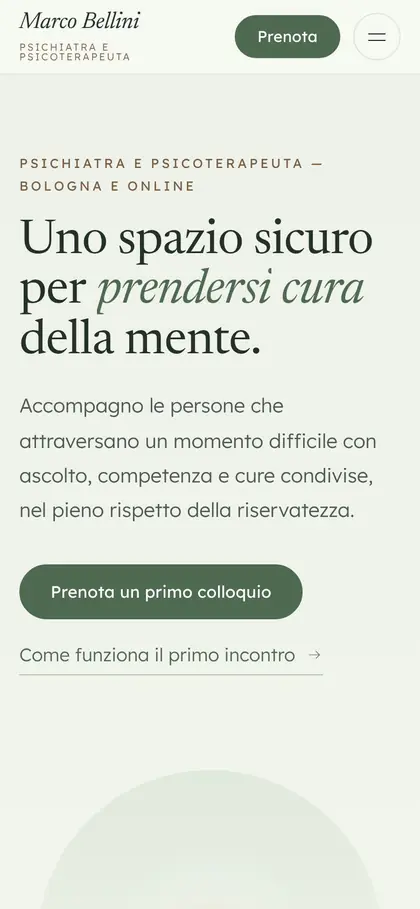 Marco Bellini
PSICHIATRA E
PSICOTERAPEUTA
Prenota
PSICHIATRA E PSICOTERAPEUTA —
BOLOGNA E ONLINE
Uno spazio sicuro
per prendersi cura
della mente.
Accompagno le persone che
attraversano un momento difficile con
ascolto, competenza e cure condivise,
nel pieno rispetto della riservatezza.
Prenota un primo colloquio
Come funziona il primo incontro →